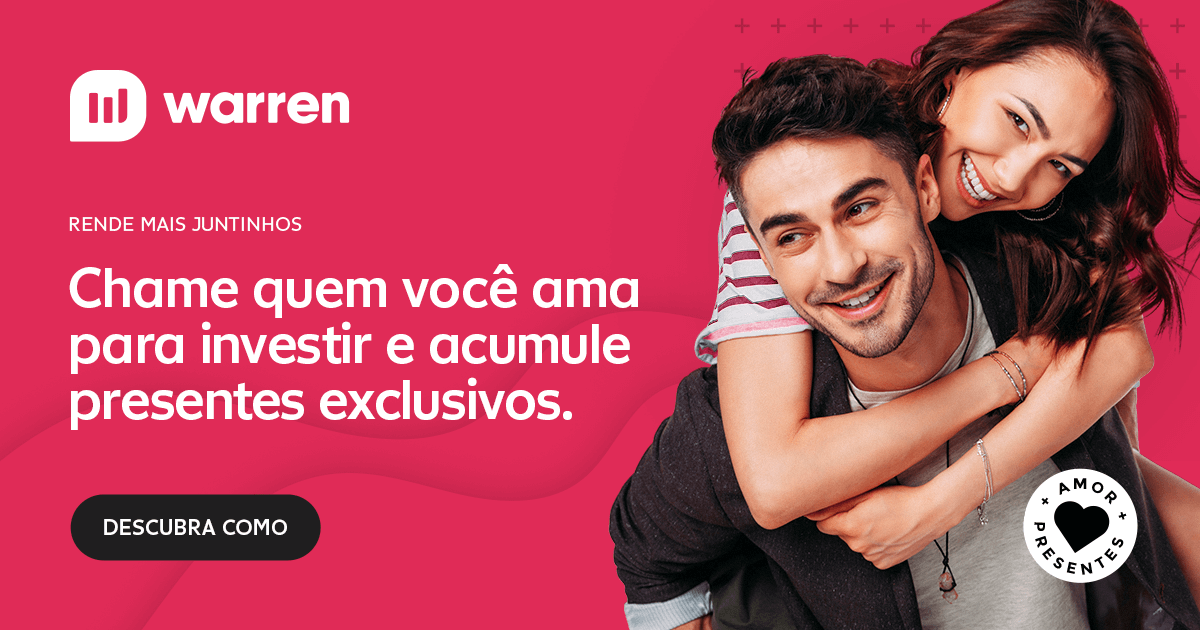 warren
RENDE MAIS JUNTINHOS
Chame quem você ama
para investir e acumule
presentes exclusivos.
DESCUBRA COMO
+ AMOR +
PRESENTES